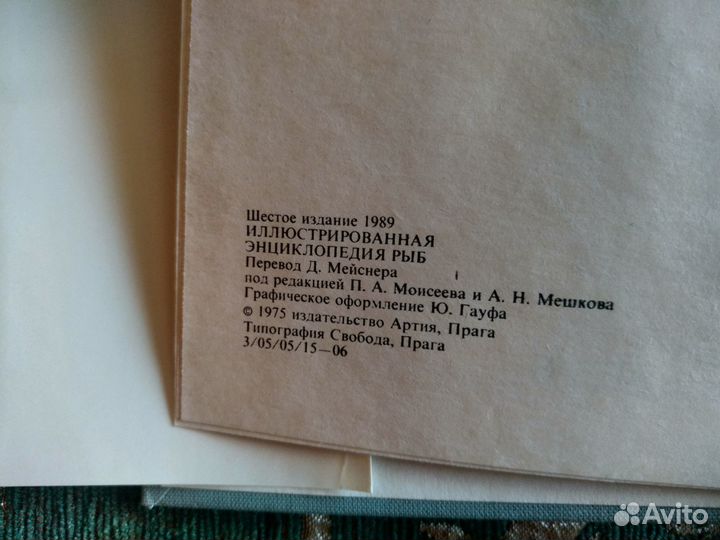 Шестое издание 1989
ИЛЛЮСТРИРОВАННАЯ
ЭНЦИКЛОПЕДИЯ РЫБ
Перевод Д. Мейснера
под редакцией П. А. Моисеева и А. Н. Мешкова
Графическое оформление Ю. Гауфа
© 1975 издательство Артия, Прага
Типография Свобода, Прага
3/05/05/15—06
Avito